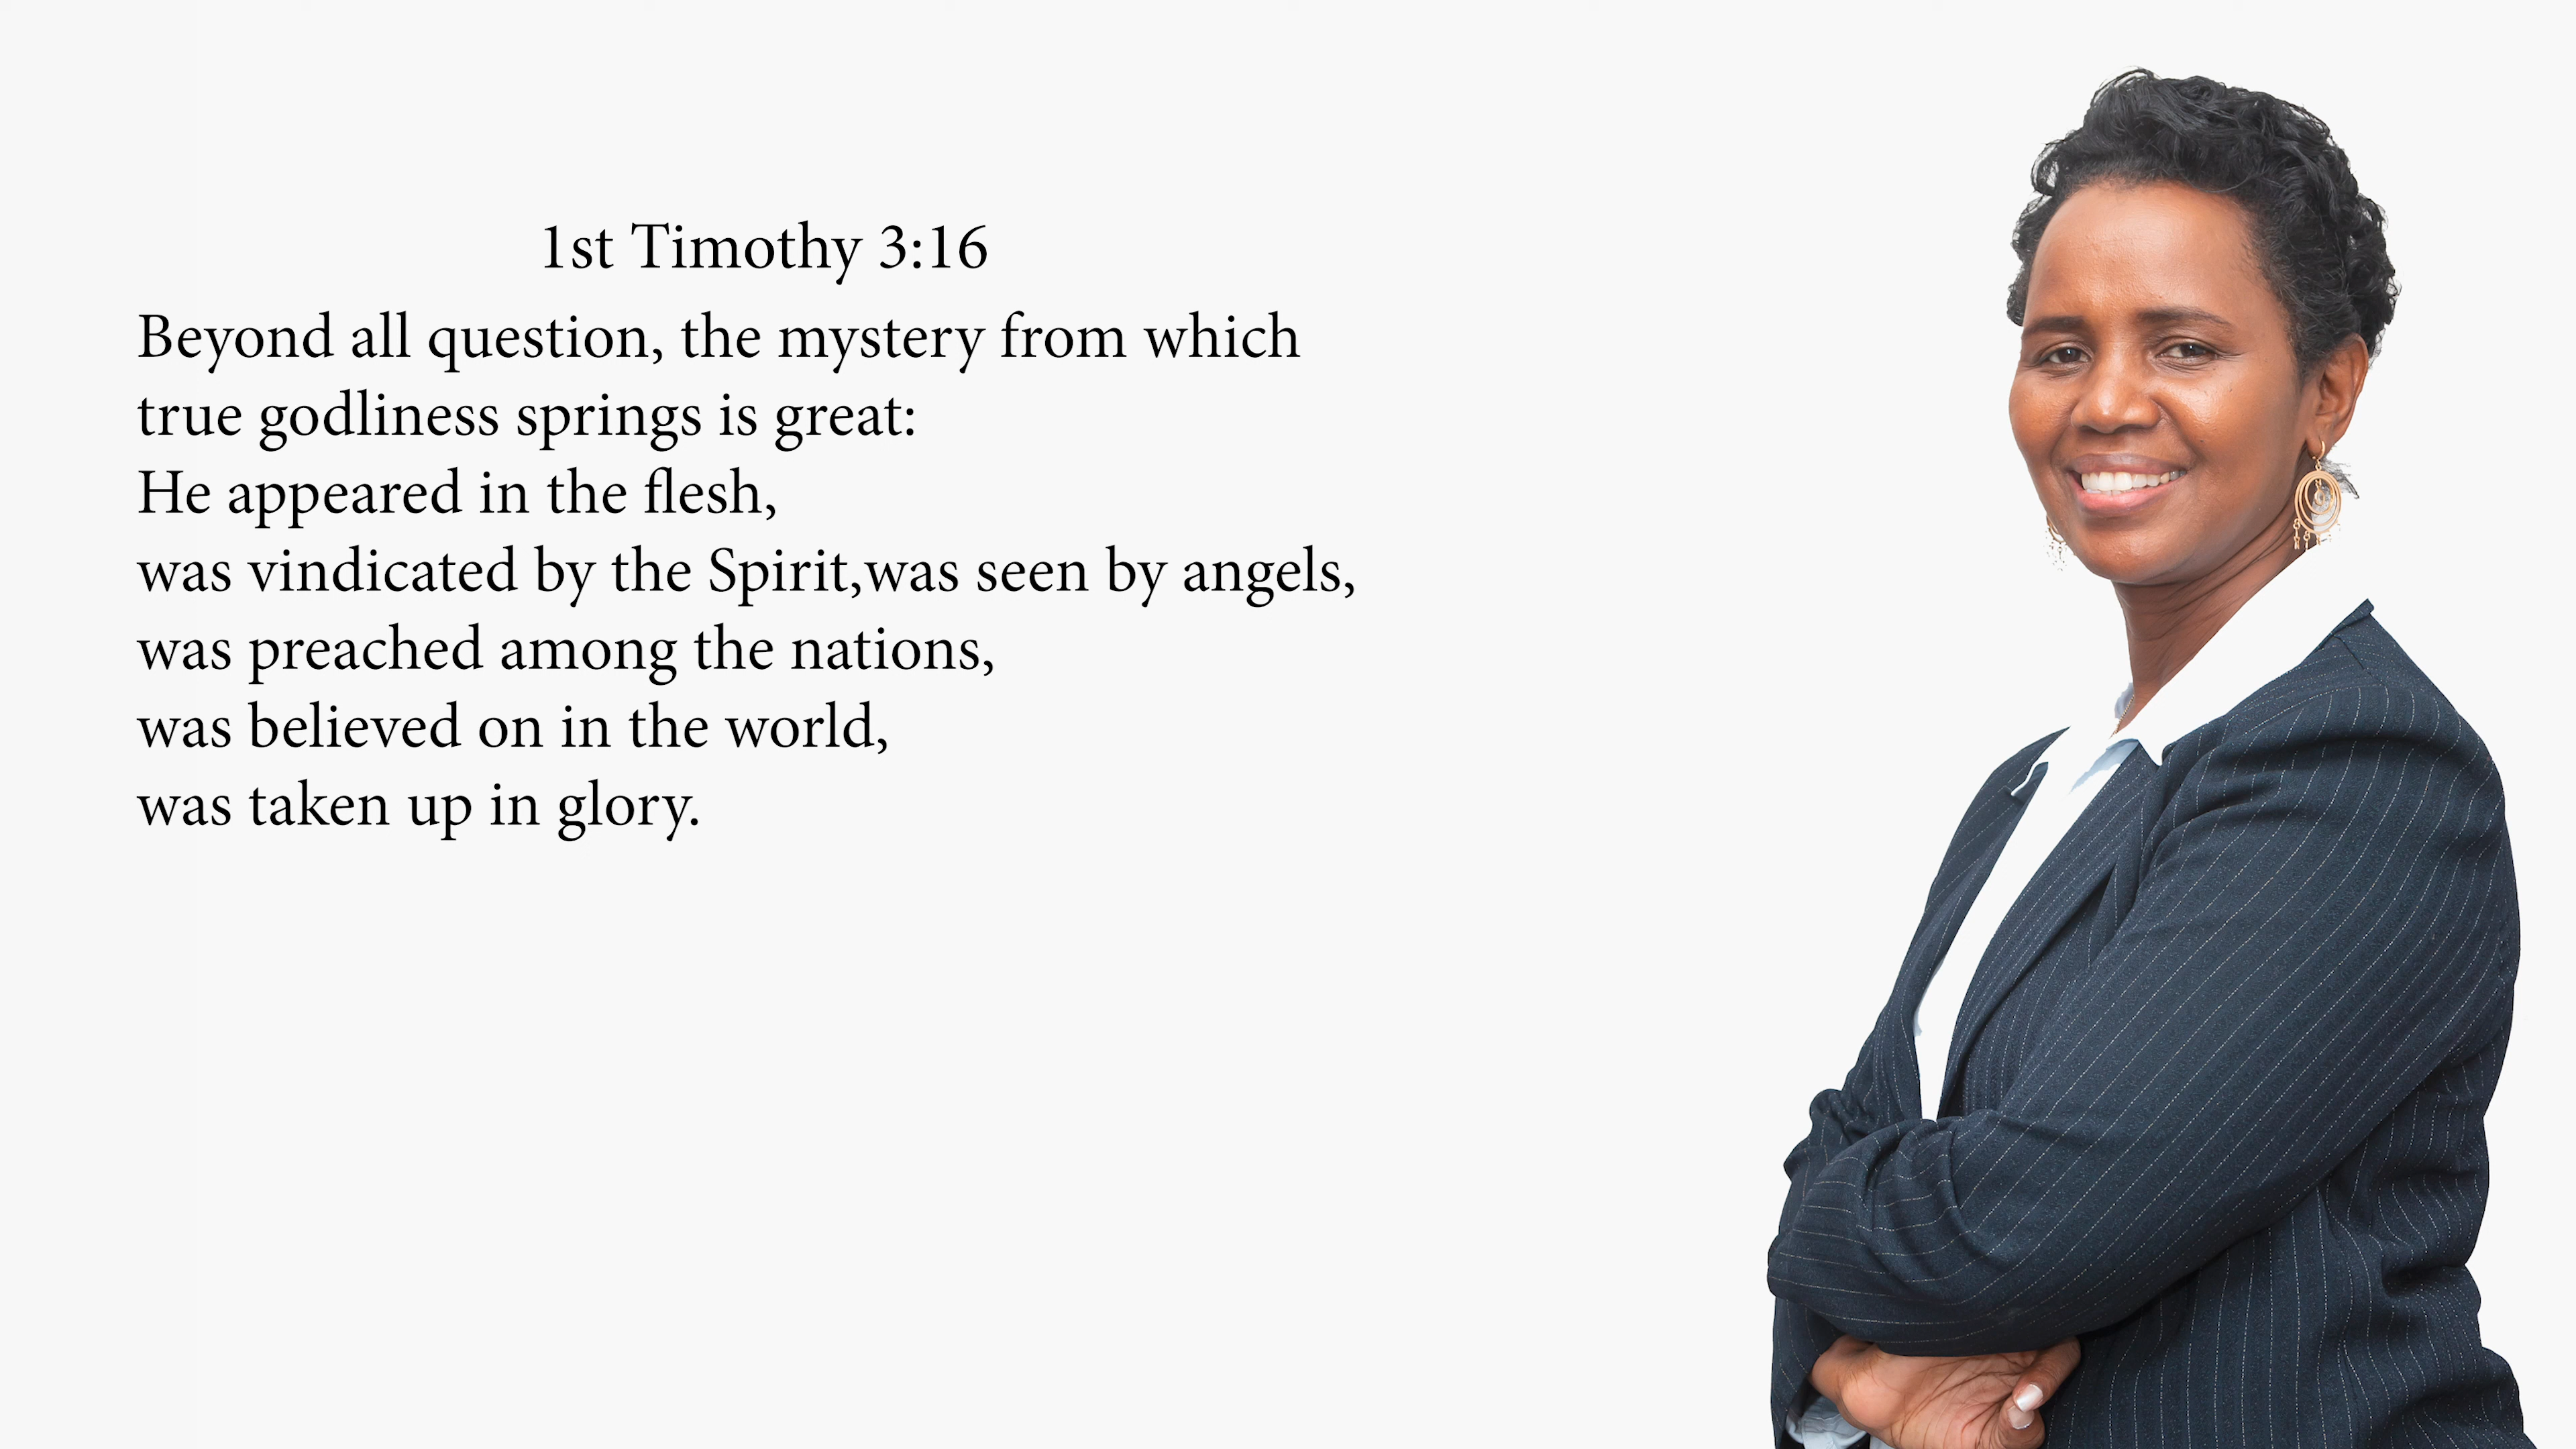 1st Timothy 3:16
Beyond all question, the mystery from which
true godliness springs is great:
He appeared in the flesh,
was vindicated by the Spirit,was seen by angels,
was preached among the nations,
was believed on in the world,
was taken up in glory.